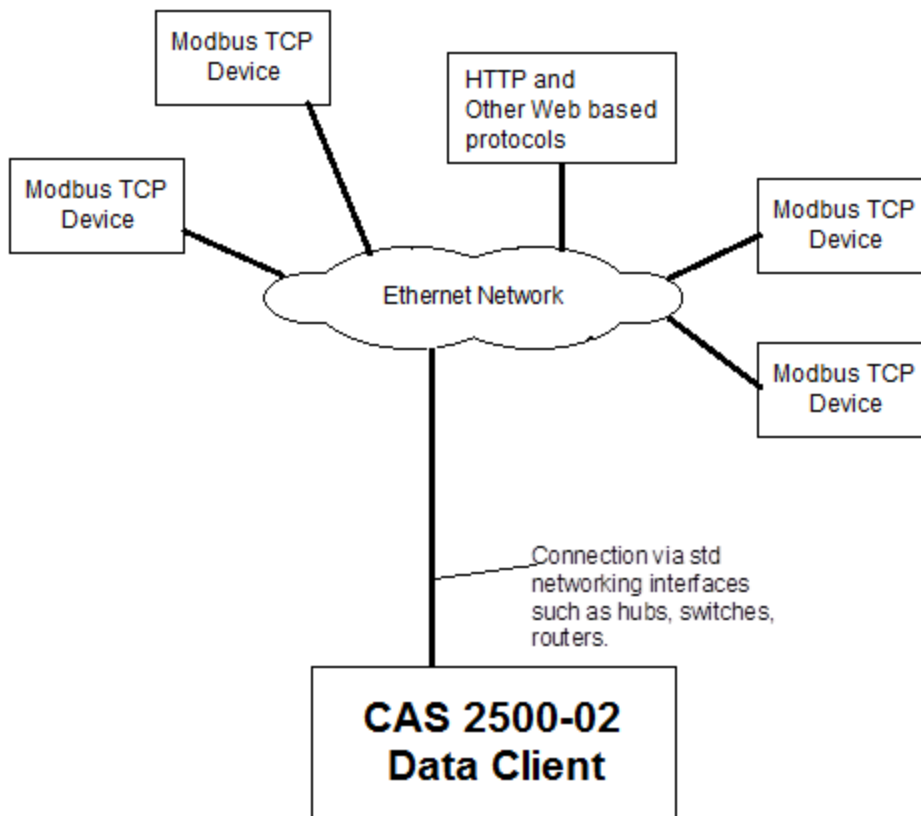 Modbus TCP
Device
HTTP and
Other Web based
protocols
Modbus TCP
Device
Modbus TCP
Device
Ethernet Network
Modbus TCP
Device
Connection via std
networking interfaces
such as hubs, switches,
routers.
CAS 2500-02
Data Client